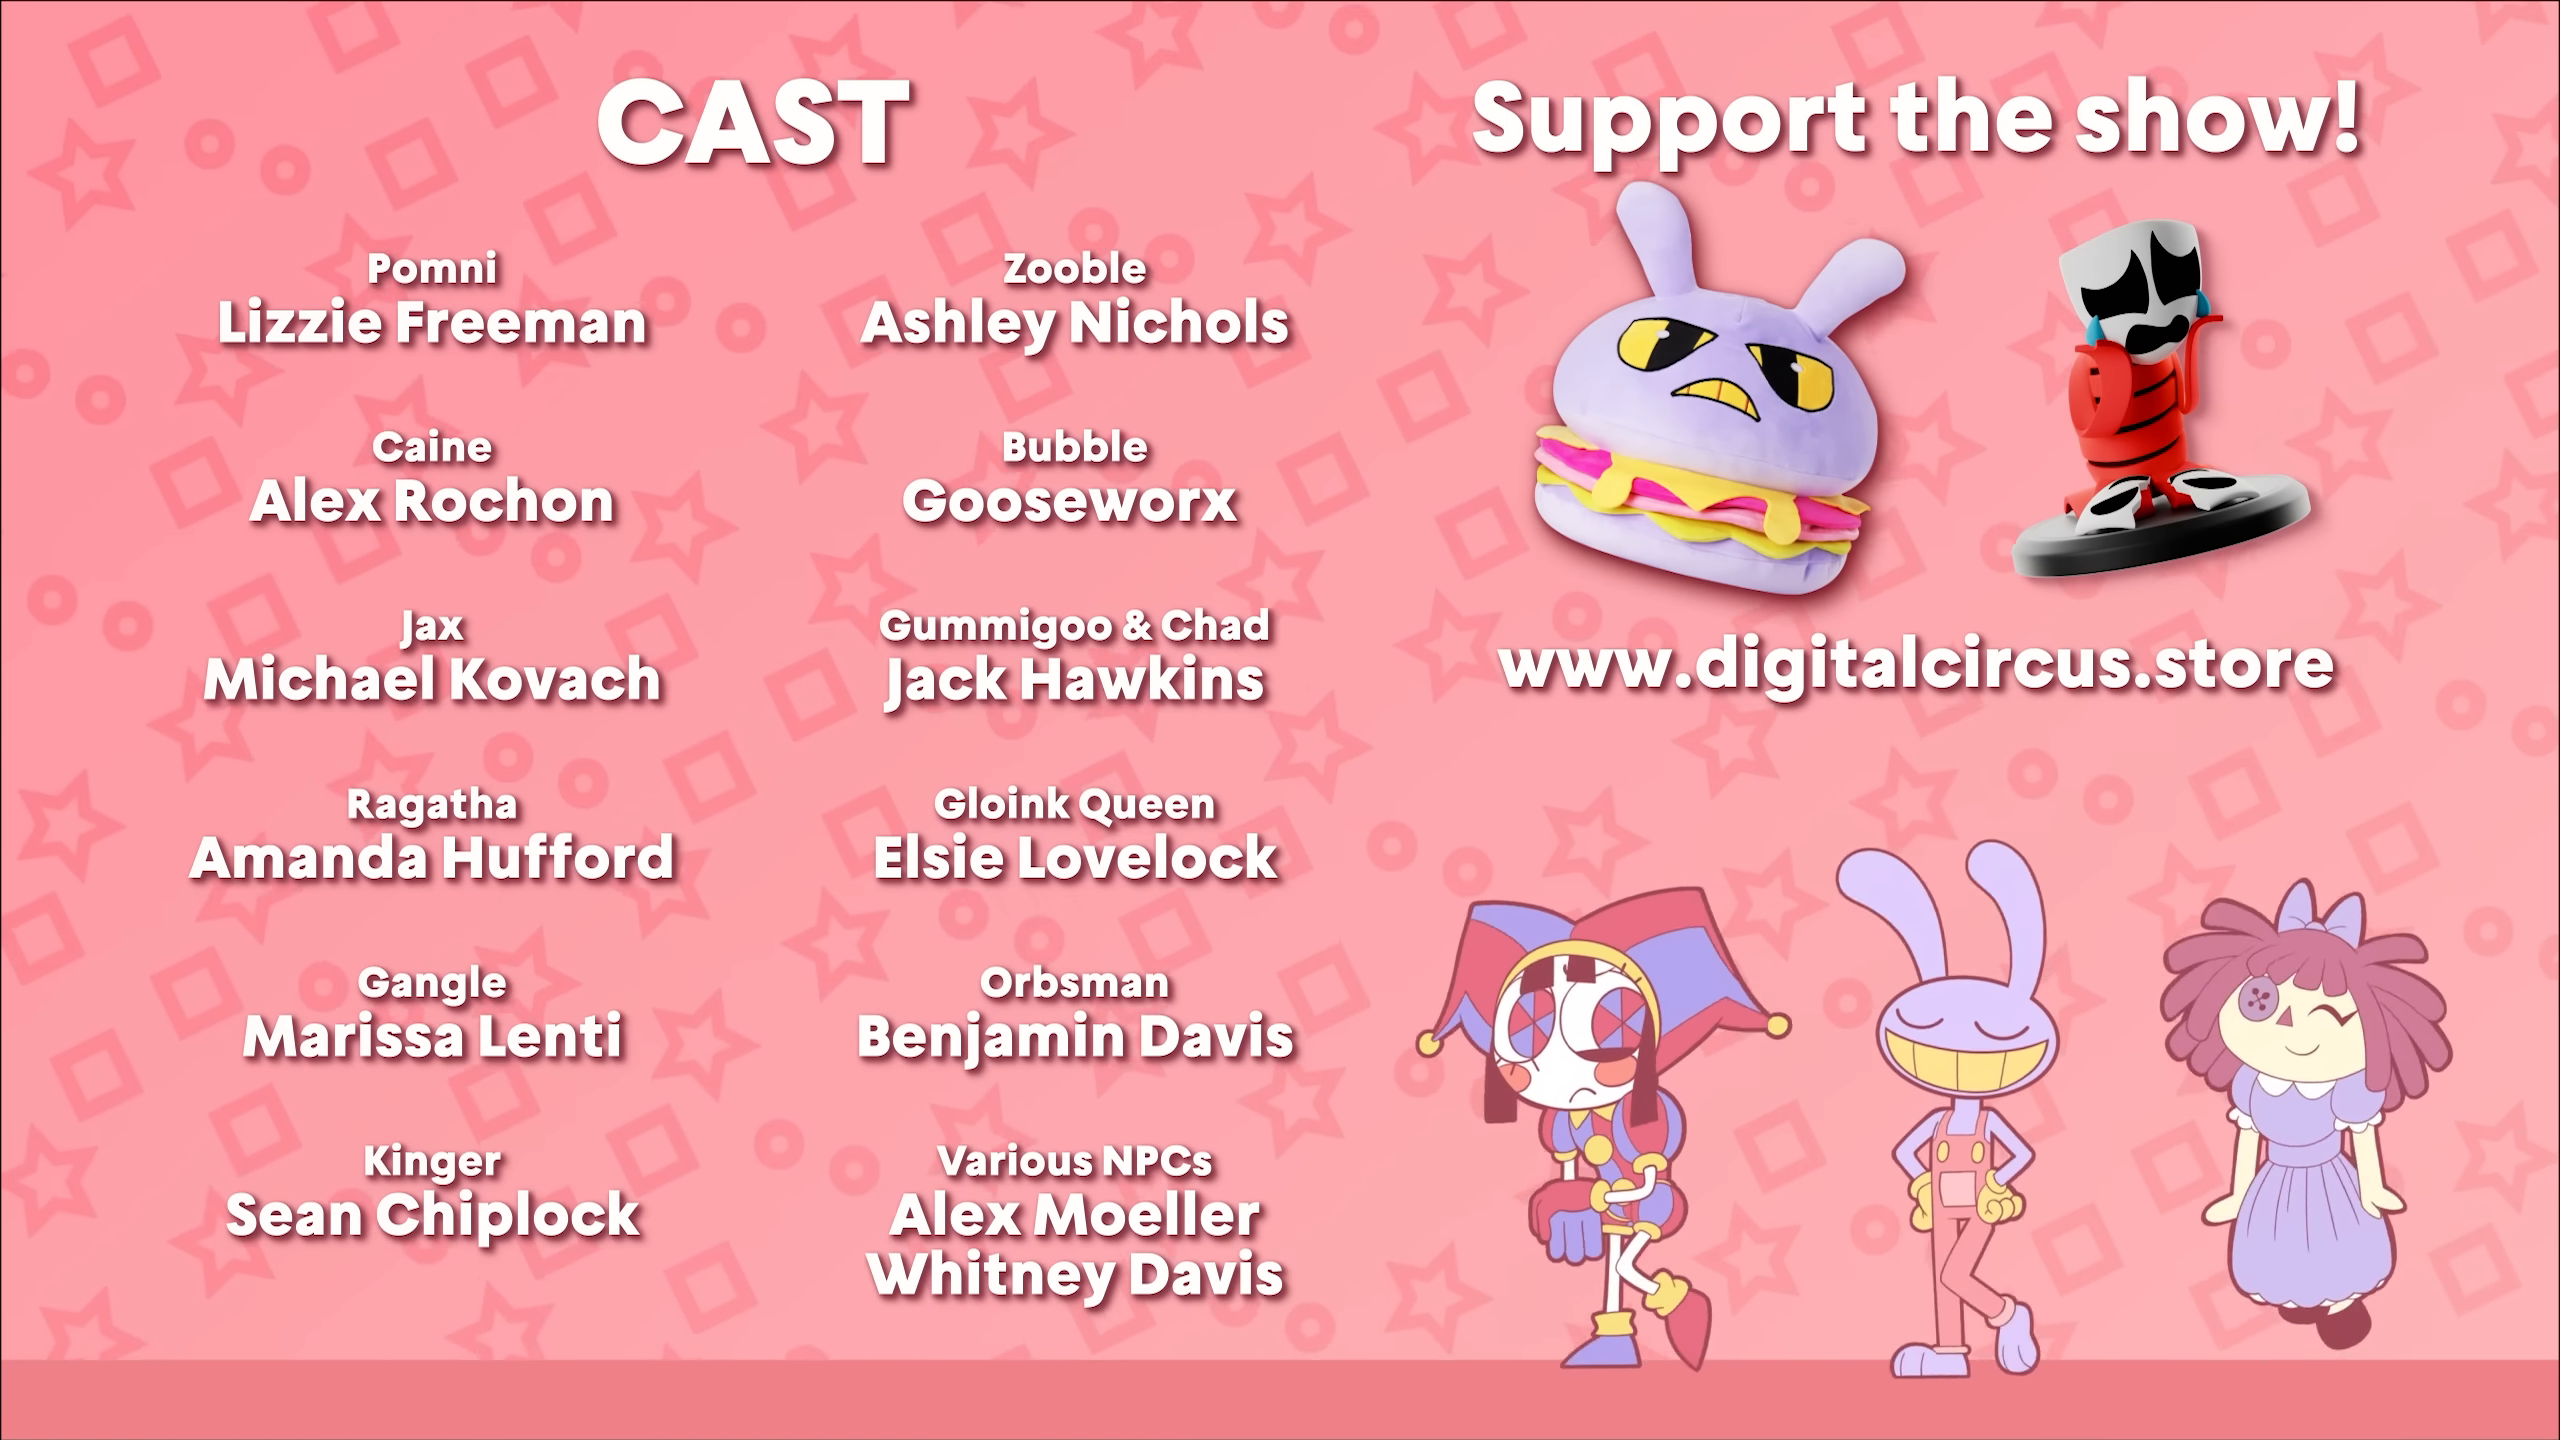 CAST
Pomni
Lizzie Freeman
Caine
Alex Rochon
Jax
Michael Kovach
Ragatha
Amanda Hufford
Gangle
Marissa Lenti
Kinger
Sean Chiplock
Zooble
Ashley Nichols
Bubble
Gooseworx
Gummigoo & Chad
Jack Hawkins
Gloink Queen
Elsie Lovelock
Orbsman
Benjamin Davis
Various NPCs
Alex Moeller
Whitney Davis
Support the show!
www.digitalcircus.store